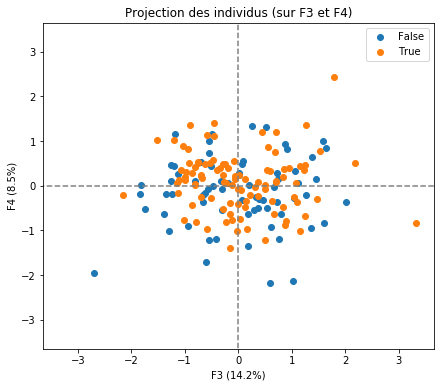 Projection des individus (sur F3 et F4)
False
True
F4 (8.5%)
3
2
1
0
−1
−2
−3
−3
−2
−1
0
1
2
3
F3 (14.2%)